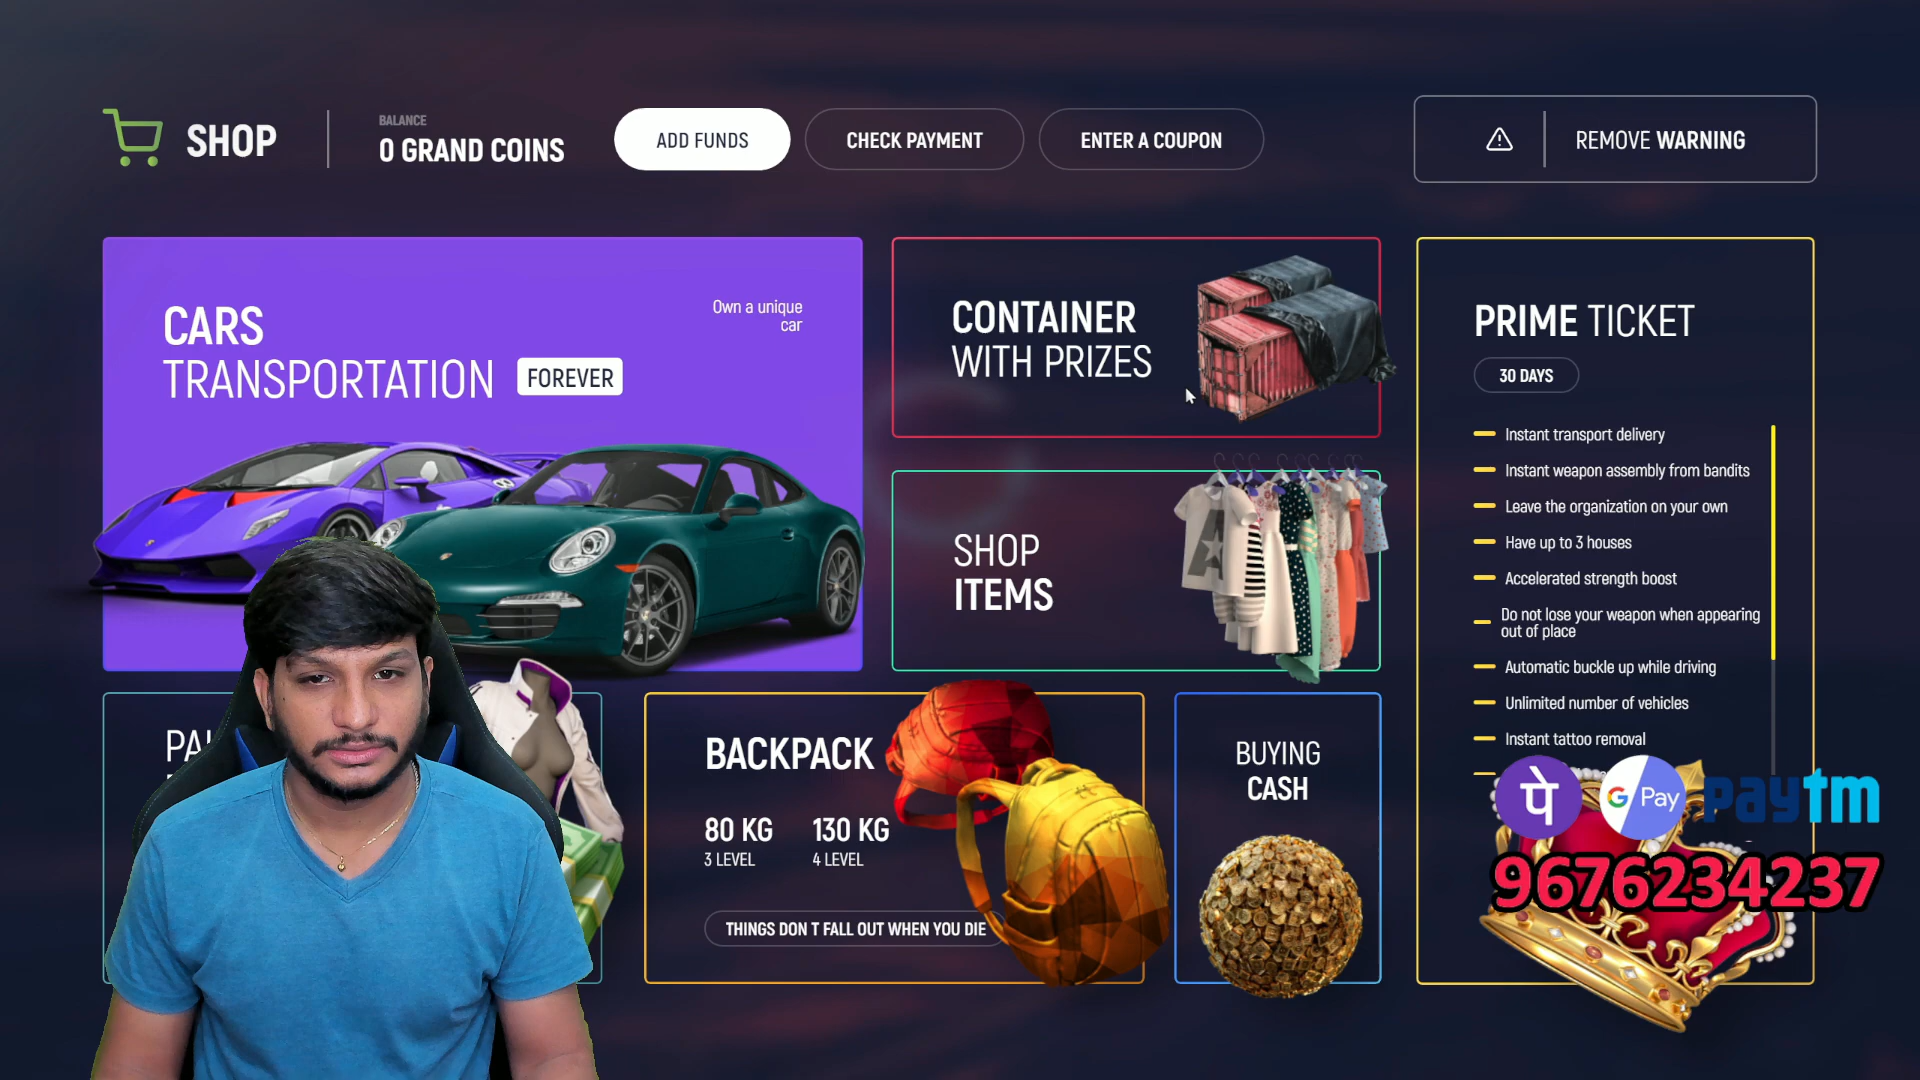 SHOP
BALANCE
0 GRAND COINS
ADD FUNDS
CHECK PAYMENT
ENTER A COUPON
REMOVE WARNING
CARS
TRANSPORTATION
FOREVER
Own a unique
car
CONTAINER
WITH PRIZES
SHOP
ITEMS
PRIME TICKET
30 DAYS
Instant transport delivery
Instant weapon assembly from bandits
Leave the organization on your own
Have up to 3 houses
Accelerated strength boost
Do not lose your weapon when appearing
out of place
Automatic buckle up while driving
Unlimited number of vehicles
Instant tattoo removal
BACKPACK
80 KG
3 LEVEL
130 KG
4 LEVEL
THINGS DON T FALL OUT WHEN YOU DIE
BUYING
CASH
पे
G Pay
paytm
9676234237